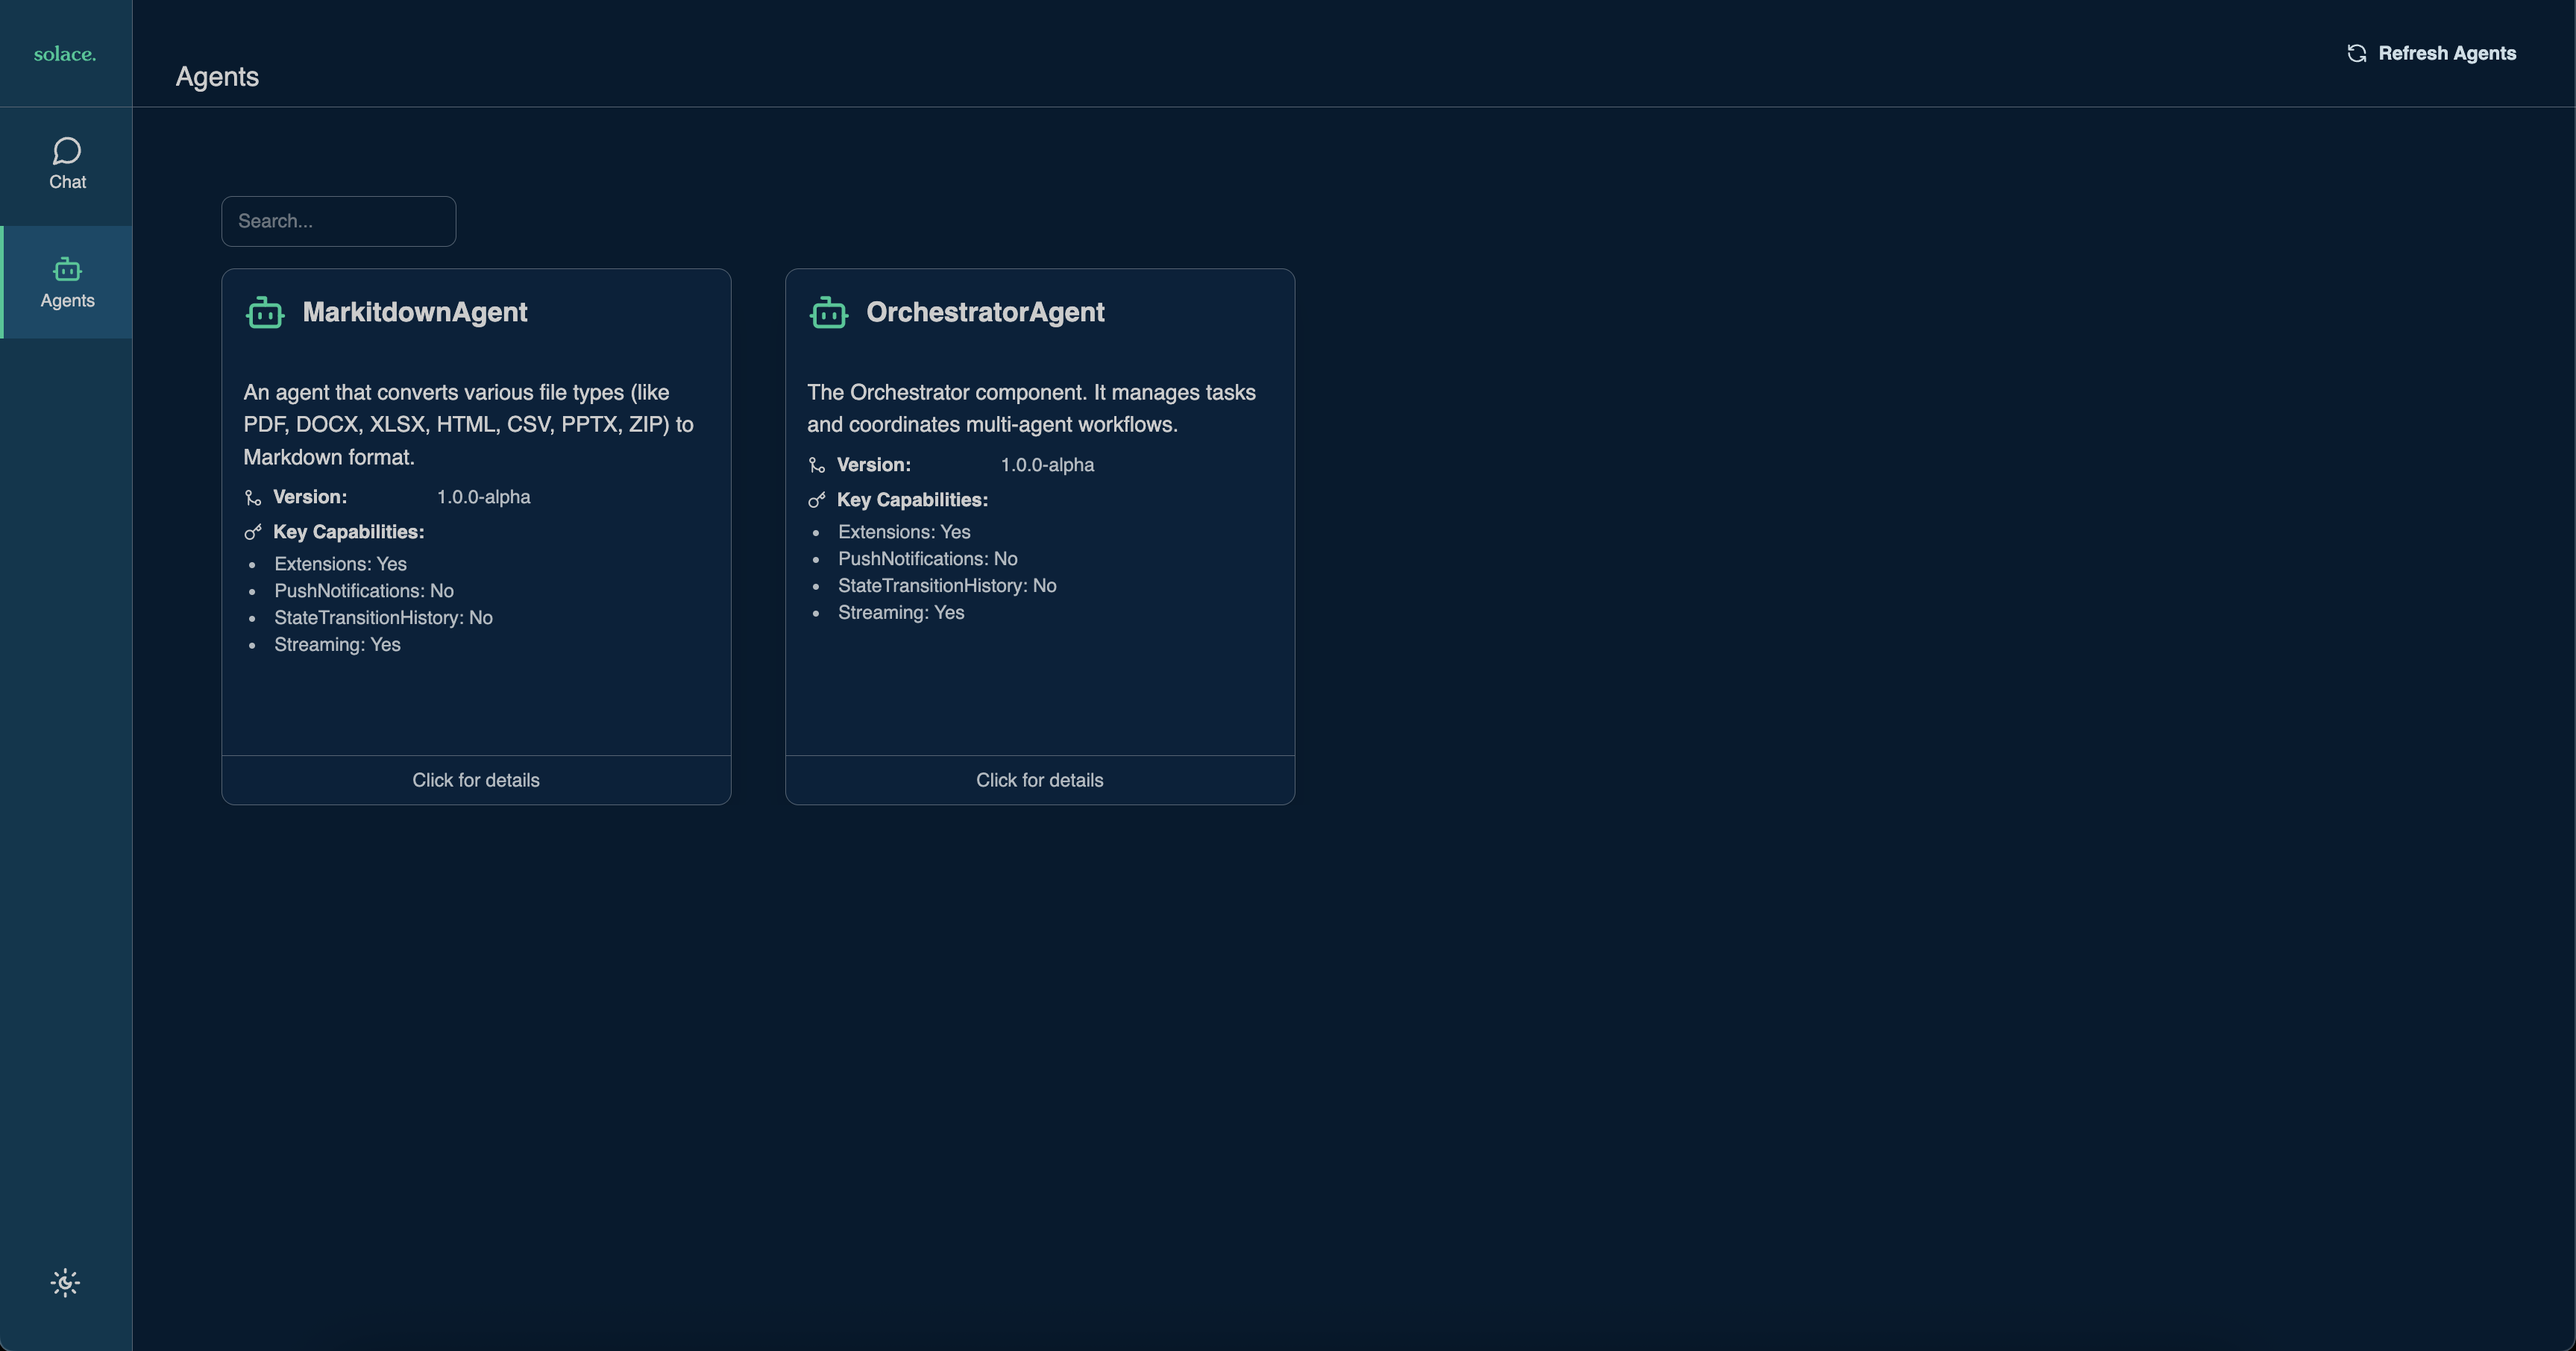 solace.
Agents
Refresh Agents
Chat
Agents
Search...
MarkitdownAgent
An agent that converts various file types (like
PDF, DOCX, XLSX, HTML, CSV, PPTX, ZIP) to
Markdown format.
Version: 1.0.0-alpha
Key Capabilities:
Extensions: Yes
PushNotifications: No
StateTransitionHistory: No
Streaming: Yes
Click for details
OrchestratorAgent
The Orchestrator component. It manages tasks
and coordinates multi-agent workflows.
Version: 1.0.0-alpha
Key Capabilities:
Extensions: Yes
PushNotifications: No
StateTransitionHistory: No
Streaming: Yes
Click for details